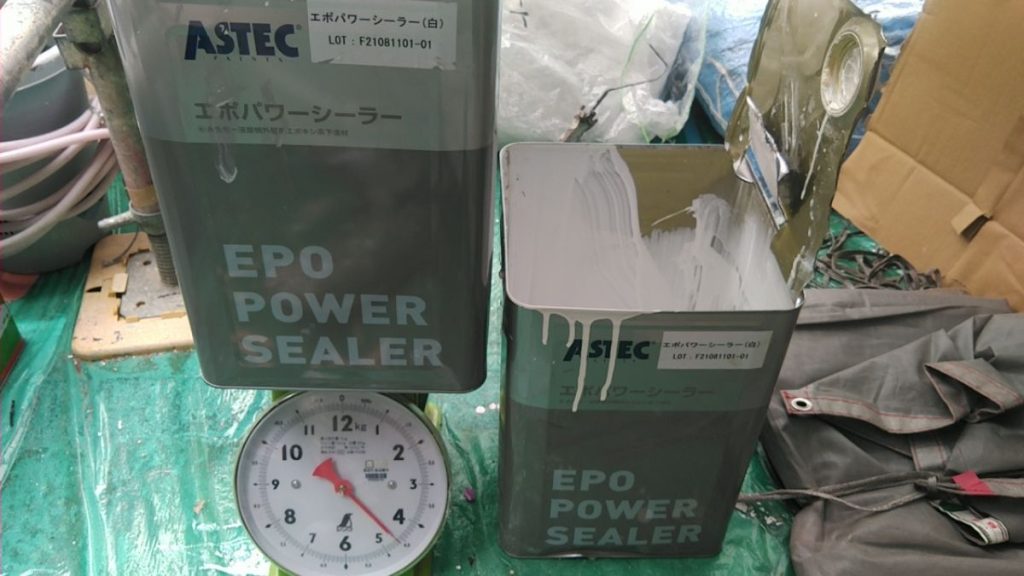 ASTEC
PAINTS
エポパワーシーラー(白)
LOT : F21081101-01
エポパワーシーラー
EPO
POWER
SEALER
0
12kg
10
2
9
3
8
4
5
6
ASTEC
エポパワーシーラー(白)
LOT : F21081101-01
エポパワーシーラー
EPO
POWER
SEALER